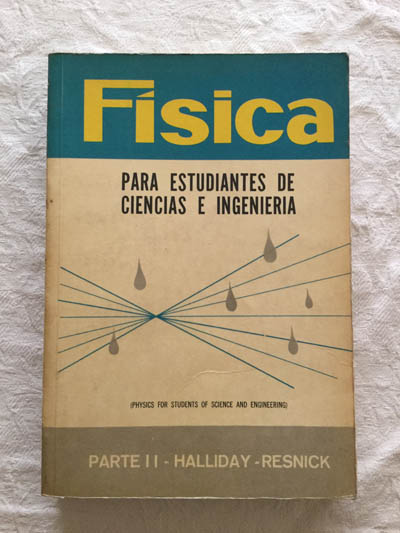 Física
PARA ESTUDIANTES DE
CIENCIAS E INGENIERIA
(PHYSICS FOR STUDENTS OF SCIENCE AND ENGINEERING)
PARTE II - HALLIDAY - RESNICK